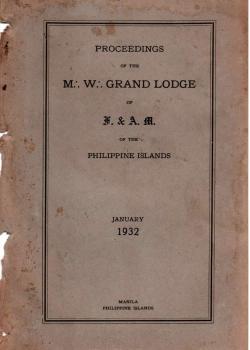 PROCEEDINGS
OF THE
M∴ W∴ GRAND LODGE
OF
F. & A. M.
OF THE
PHILIPPINE ISLANDS
JANUARY
1932
MANILA
PHILIPPINE ISLANDS